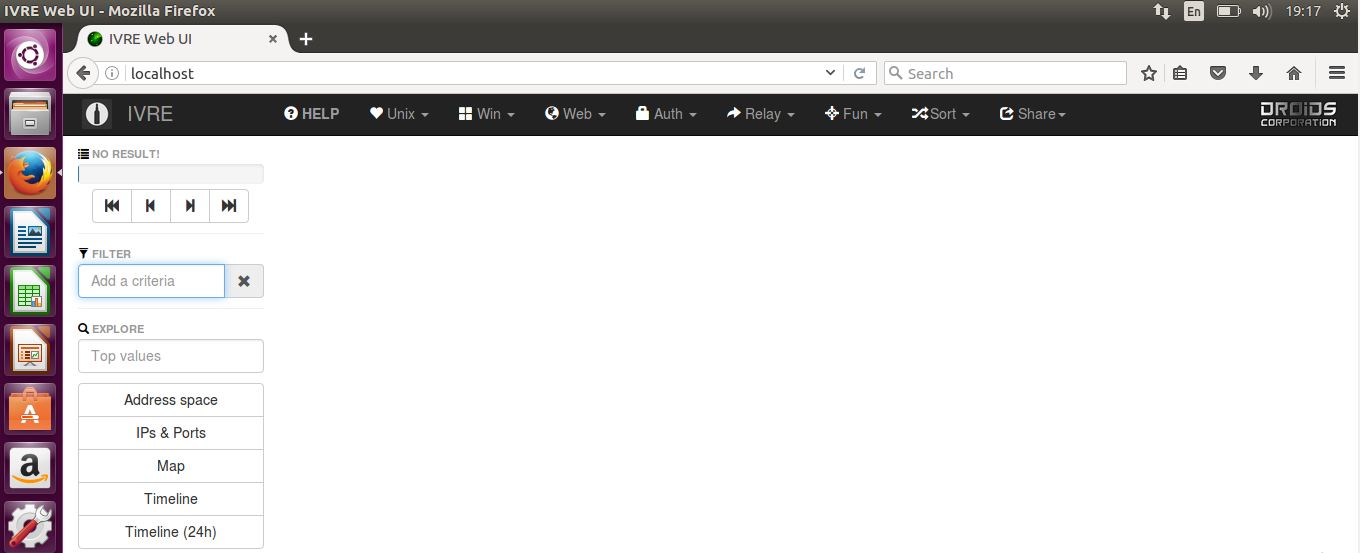 IVRE Web UI - Mozilla Firefox
En
19:17
IVRE Web UI
localhost
Search
IVRE
HELP
Unix
Win
Web
Auth
Relay
Fun
Sort
Share
DROIDS
CORPORATION
NO RESULT!
FILTER
Add a criteria
EXPLORE
Top values
Address space
IPs & Ports
Map
Timeline
Timeline (24h)